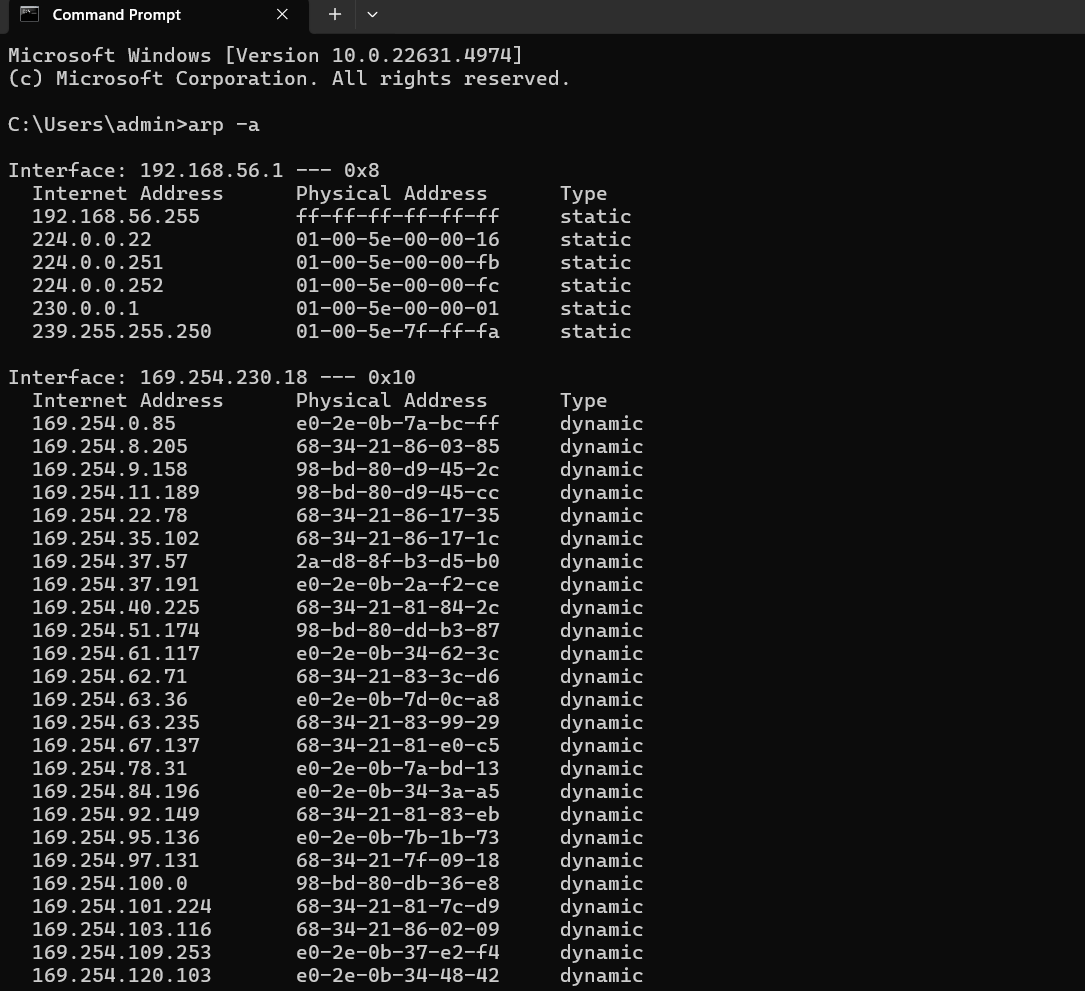 Command Prompt
Microsoft Windows [Version 10.0.22631.4974]
(c) Microsoft Corporation. All rights reserved.
C:\Users\admin>arp -a
Interface: 192.168.56.1 --- 0x8
  Internet Address      Physical Address      Type
  192.168.56.255        ff-ff-ff-ff-ff-ff     static
  224.0.0.22            01-00-5e-00-00-16     static
  224.0.0.251           01-00-5e-00-00-fb     static
  224.0.0.252           01-00-5e-00-00-fc     static
  230.0.0.1             01-00-5e-00-00-01     static
  239.255.255.250       01-00-5e-7f-ff-fa     static
Interface: 169.254.230.18 --- 0x10
  Internet Address      Physical Address      Type
  169.254.0.85          e0-2e-0b-7a-bc-ff     dynamic
  169.254.8.205         68-34-21-86-03-85     dynamic
  169.254.9.158         98-bd-80-d9-45-2c     dynamic
  169.254.11.189        98-bd-80-d9-45-cc     dynamic
  169.254.22.78         68-34-21-86-17-35     dynamic
  169.254.35.102        68-34-21-86-17-1c     dynamic
  169.254.37.57         2a-d8-8f-b3-d5-b0     dynamic
  169.254.37.191        e0-2e-0b-2a-f2-ce     dynamic
  169.254.40.225        68-34-21-81-84-2c     dynamic
  169.254.51.174        98-bd-80-dd-b3-87     dynamic
  169.254.61.117        e0-2e-0b-34-62-3c     dynamic
  169.254.62.71         68-34-21-83-3c-d6     dynamic
  169.254.63.36         e0-2e-0b-7d-0c-a8     dynamic
  169.254.63.235        68-34-21-83-99-29     dynamic
  169.254.67.137        68-34-21-81-e0-c5     dynamic
  169.254.78.31         e0-2e-0b-7a-bd-13     dynamic
  169.254.84.196        e0-2e-0b-34-3a-a5     dynamic
  169.254.92.149        68-34-21-81-83-eb     dynamic
  169.254.95.136        e0-2e-0b-7b-1b-73     dynamic
  169.254.97.131        68-34-21-7f-09-18     dynamic
  169.254.100.0         98-bd-80-db-36-e8     dynamic
  169.254.101.224       68-34-21-81-7c-d9     dynamic
  169.254.103.116       68-34-21-86-02-09     dynamic
  169.254.109.253       e0-2e-0b-37-e2-f4     dynamic
  169.254.120.103       e0-2e-0b-34-48-42     dynamic